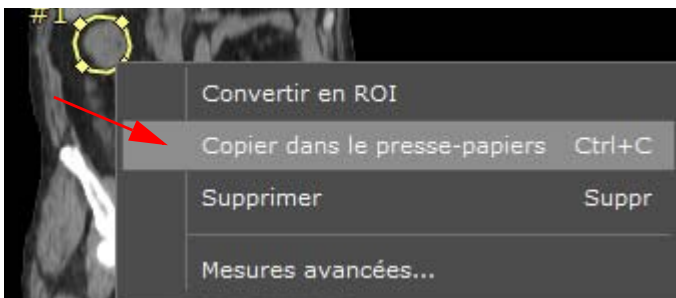 #1
Convertir en ROI
Copier dans le presse-papiers Ctrl+C
Supprimer Suppr
Mesures avancées...